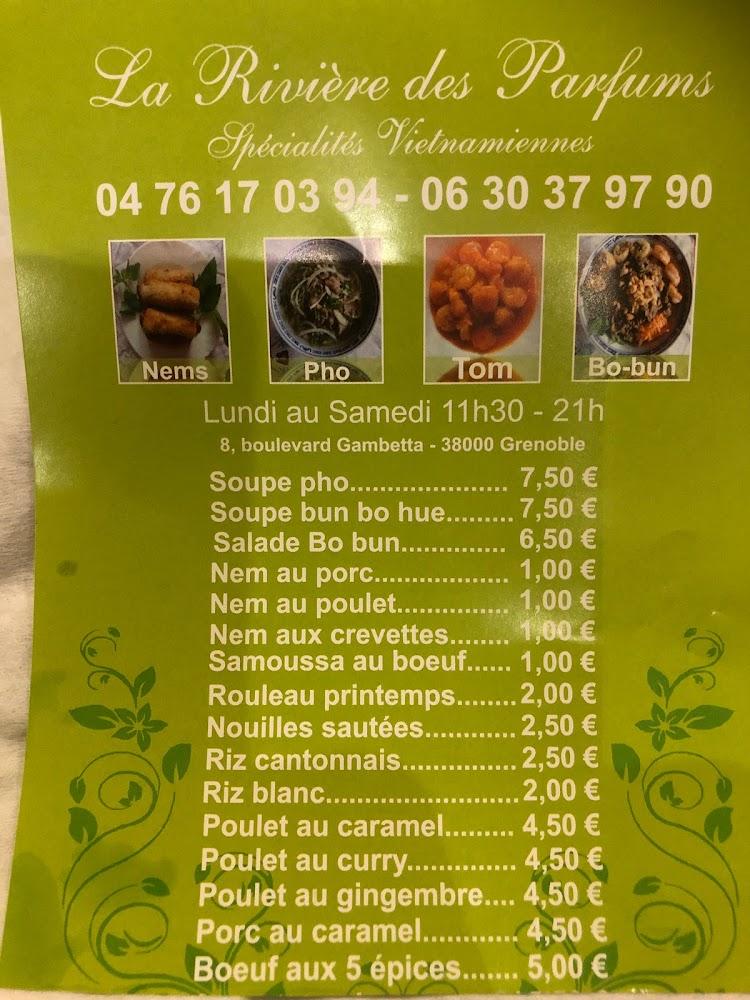 La Rivière des Parfums
Spécialités Vietnamiennes
04 76 17 03 94 - 06 30 37 97 90
Nems Pho Tom Bo-bun
Lundi au Samedi 11h30 - 21h
8, boulevard Gambetta - 38000 Grenoble
Soupe pho...................... 7,50 €
Soupe bun bo hue......... 7,50 €
Salade Bo bun............... 6,50 €
Nem au porc................... 1,00 €
Nem au poulet................ 1,00 €
Nem aux crevettes........ 1,00 €
Samoussa au boeuf...... 1,00 €
Rouleau printemps........ 2,00 €
Nouilles sautées............. 2,50 €
Riz cantonnais................ 2,50 €
Riz blanc.......................... 2,00 €
Poulet au caramel......... 4,50 €
Poulet au curry............... 4,50 €
Poulet au gingembre.... 4,50 €
Porc au caramel............. 4,50 €
Boeuf aux 5 épices....... 5,00 €